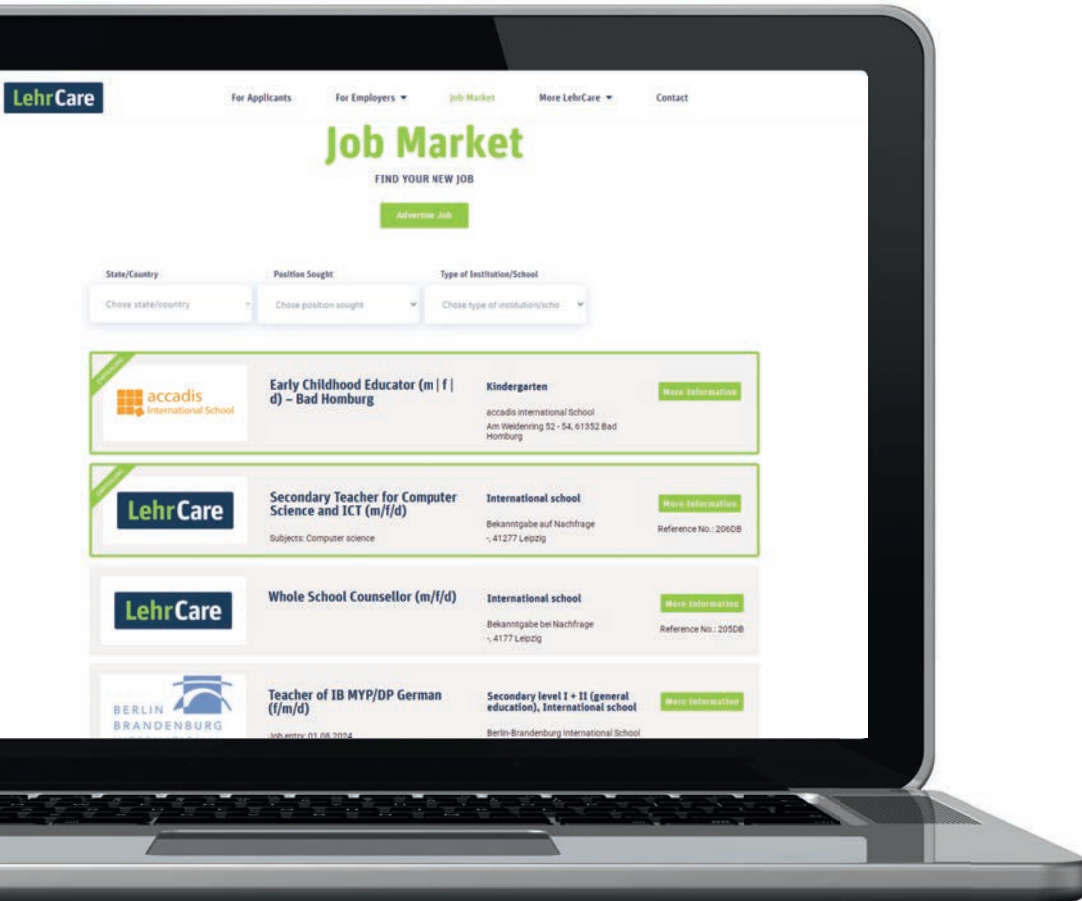 LehrCare
For Applicants For Employers Job Market More LehrCare Contact
Job Market
FIND YOUR NEW JOB
Advertise Job
State/Country Position Sought Type of Institution/School
Chose state/country Chose position sought Chose type of institution/scho
accadis
International School
Early Childhood Educator (m | f |
d) – Bad Homburg
Kindergarten
accadis international School
Am Weidenring 52 - 54, 61352 Bad
Homburg
More Information
LehrCare
Secondary Teacher for Computer
Science and ICT (m/f/d)
Subjects: Computer science
International school
Bekanntgabe auf Nachfrage
-, 41277 Leipzig
More Information
Reference No.: 206DB
LehrCare
Whole School Counsellor (m/f/d)
International school
Bekanntgabe bei Nachfrage
-, 4177 Leipzig
More Information
Reference No.: 205DB
BERLIN
BRANDENBURG
Teacher of IB MYP/DP German
(f/m/d)
Job entry: 01.08.2024
Secondary level I + II (general
education), International school
Berlin-Brandenburg International School
More Information